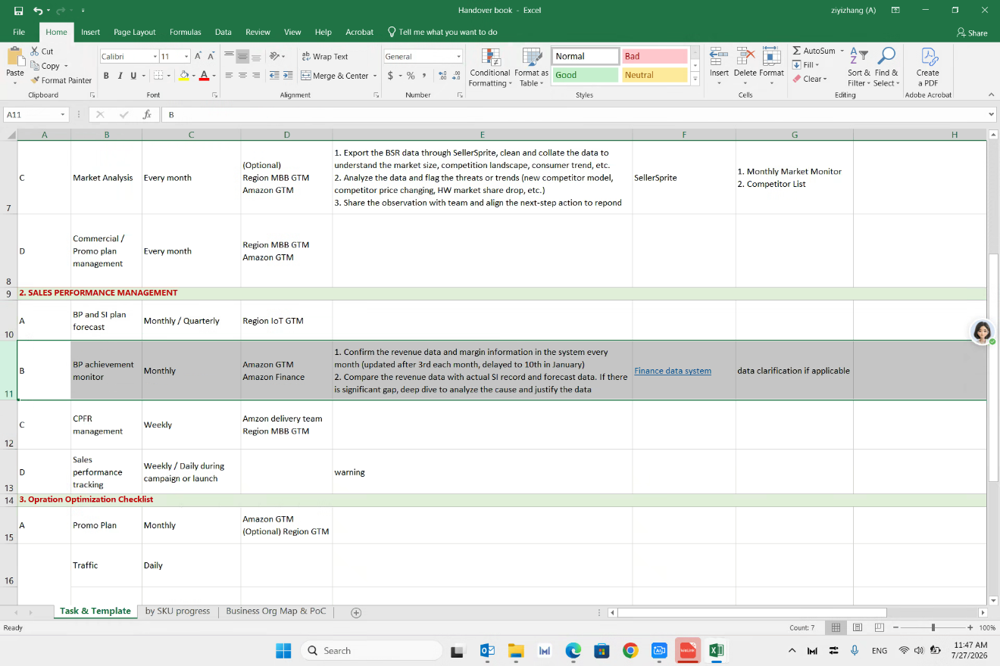 Handover book - Excel
ziyizhang (A)
File Home Insert Page Layout Formulas Data Review View Help Acrobat Tell me what you want to do
Share
Paste
Cut
Copy
Format Painter
Clipboard
Calibri 11
B I U
Font
Wrap Text
Merge & Center
Alignment
General
$ % ,
Number
Conditional Formatting
Format as Table
Normal Bad
Good Neutral
Styles
Insert Delete Format
Cells
AutoSum
Fill
Clear
Sort & Filter
Find & Select
Editing
Create a PDF
Adobe Acrobat
A11
fx
B
A B C D E F G H
7
C
Market Analysis
Every month
(Optional)
Region MBB GTM
Amazon GTM
1. Export the BSR data through SellerSprite, clean and collate the data to
understand the market size, competition landscape, consumer trend, etc.
2. Analyze the data and flag the threats or trends (new competitor model,
competitor price changing, HW market share drop, etc.)
3. Share the observation with team and align the next-step action to repond
SellerSprite
1. Monthly Market Monitor
2. Competitor List
8
D
Commercial /
Promo plan
management
Every month
Region MBB GTM
Amazon GTM
9
2. SALES PERFORMANCE MANAGEMENT
10
A
BP and SI plan
forecast
Monthly / Quarterly
Region IoT GTM
11
B
BP achievement
monitor
Monthly
Amazon GTM
Amazon Finance
1. Confirm the revenue data and margin information in the system every
month (updated after 3rd each month, delayed to 10th in January)
2. Compare the revenue data with actual SI record and forecast data. If there
is significant gap, deep dive to analyze the cause and justify the data
Finance data system
data clarification if applicable
12
C
CPFR
management
Weekly
Amzon delivery team
Region MBB GTM
13
D
Sales
performance
tracking
Weekly / Daily during
campaign or launch
warning
14
3. Opration Optimization Checklist
15
A
Promo Plan
Monthly
Amazon GTM
(Optional) Region GTM
16
Traffic
Daily
Task & Template by SKU progress Business Org Map & PoC
Ready
Count: 7
100%
Search
ENG
11:47 AM
7/27/2026